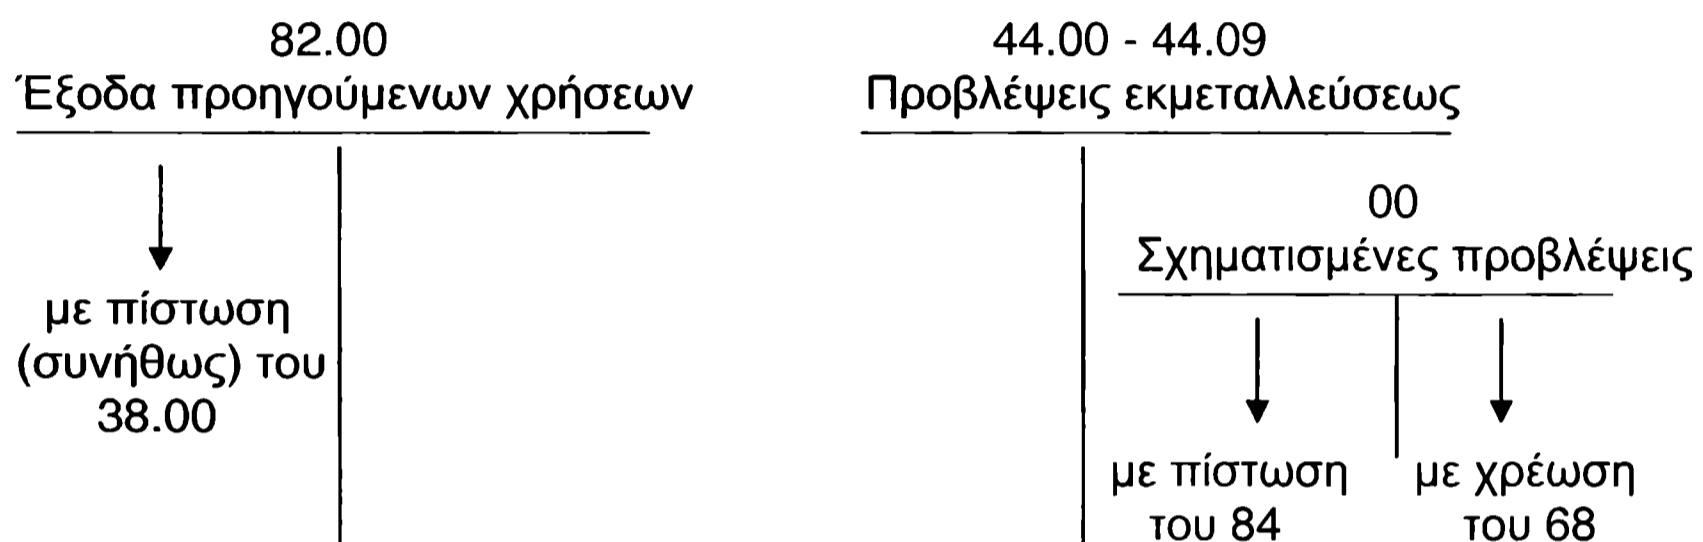 82.00
Έξοδα προηγούμενων χρήσεων
με πίστωση
(συνήθως) του
38.00
44.00 - 44.09
Προβλέψεις εκμεταλλεύσεως
00
Σχηματισμένες προβλέψεις
με πίστωση
του 84
με χρέωση
του 68